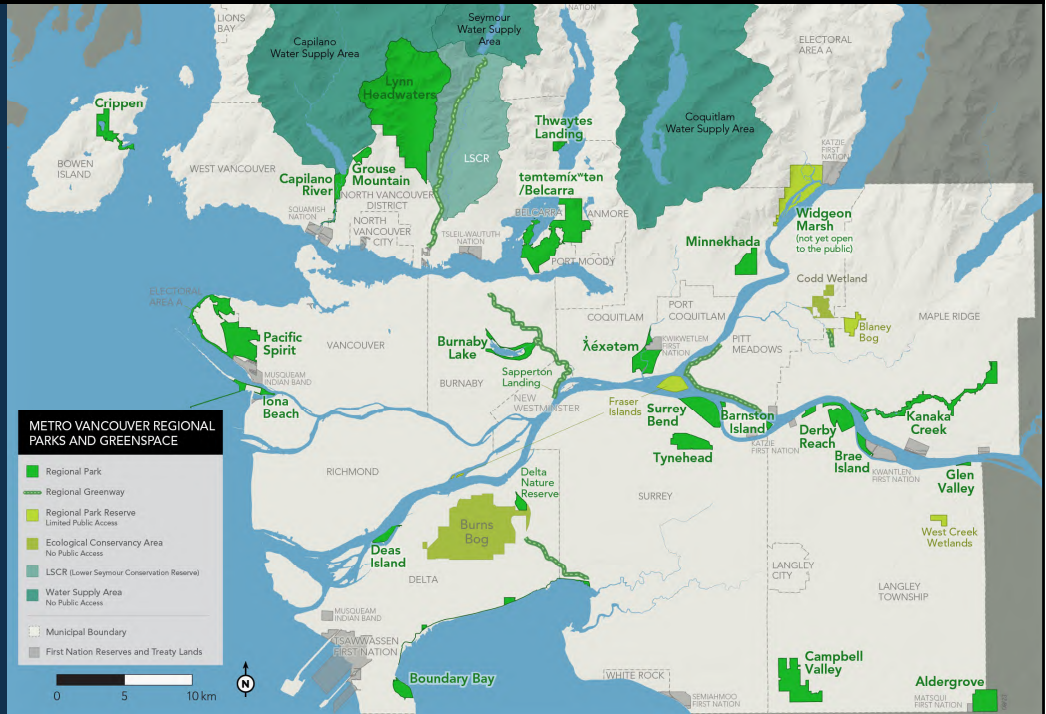 LIONS
BAY
Capilano
Water Supply Area
Seymour
Water Supply
Area
NATION
ELECTORAL
AREA A
Lynn
Headwaters
Crippen
Thwaytes
Landing
Coquitlam
Water Supply Area
KATZIE
FIRST
NATION
BOWEN
ISLAND
WEST VANCOUVER
LSCR
Capilano
River
Grouse
Mountain
təmtəmíxʷtən
/Belcarra
NORTH VANCOUVER
DISTRICT
SQUAMISH
NATION
NORTH
VANCOUVER
CITY
BELCARRA
ANMORE
TSLEIL-WAUTUTH
NATION
PORT MOODY
Widgeon
Marsh
(not yet open
to the public)
Minnekhada
Codd Wetland
ELECTORAL
AREA A
PORT
COQUITLAM
COQUITLAM
MAPLE RIDGE
Blaney
Bog
Pacific
Spirit
VANCOUVER
Burnaby
Lake
ƛ̓éxətəm
KWIKWETLEM
FIRST
NATION
PITT
MEADOWS
MUSQUEAM
INDIAN BAND
BURNABY
Sapperton
Landing
Iona
Beach
NEW
WESTMINSTER
Fraser
Islands
Surrey
Bend
Barnston
Island
Kanaka
Creek
Derby
Reach
KATZIE
FIRST NATION
Tynehead
Brae
Island
KWANTLEN
FIRST NATION
Glen
Valley
METRO VANCOUVER REGIONAL
PARKS AND GREENSPACE
Regional Park
Regional Greenway
Regional Park Reserve
Limited Public Access
Ecological Conservancy Area
No Public Access
LSCR (Lower Seymour Conservation Reserve)
Water Supply Area
No Public Access
Municipal Boundary
First Nation Reserves and Treaty Lands
RICHMOND
Delta
Nature
Reserve
SURREY
Burns
Bog
West Creek
Wetlands
Deas
Island
DELTA
LANGLEY
CITY
LANGLEY
TOWNSHIP
MUSQUEAM
INDIAN BAND
TSAWWASSEN
FIRST NATION
Boundary Bay
WHITE ROCK
SEMIAHMOO
FIRST NATION
Campbell
Valley
Aldergrove
MATSQUI
FIRST NATION
0 5 10 km
N